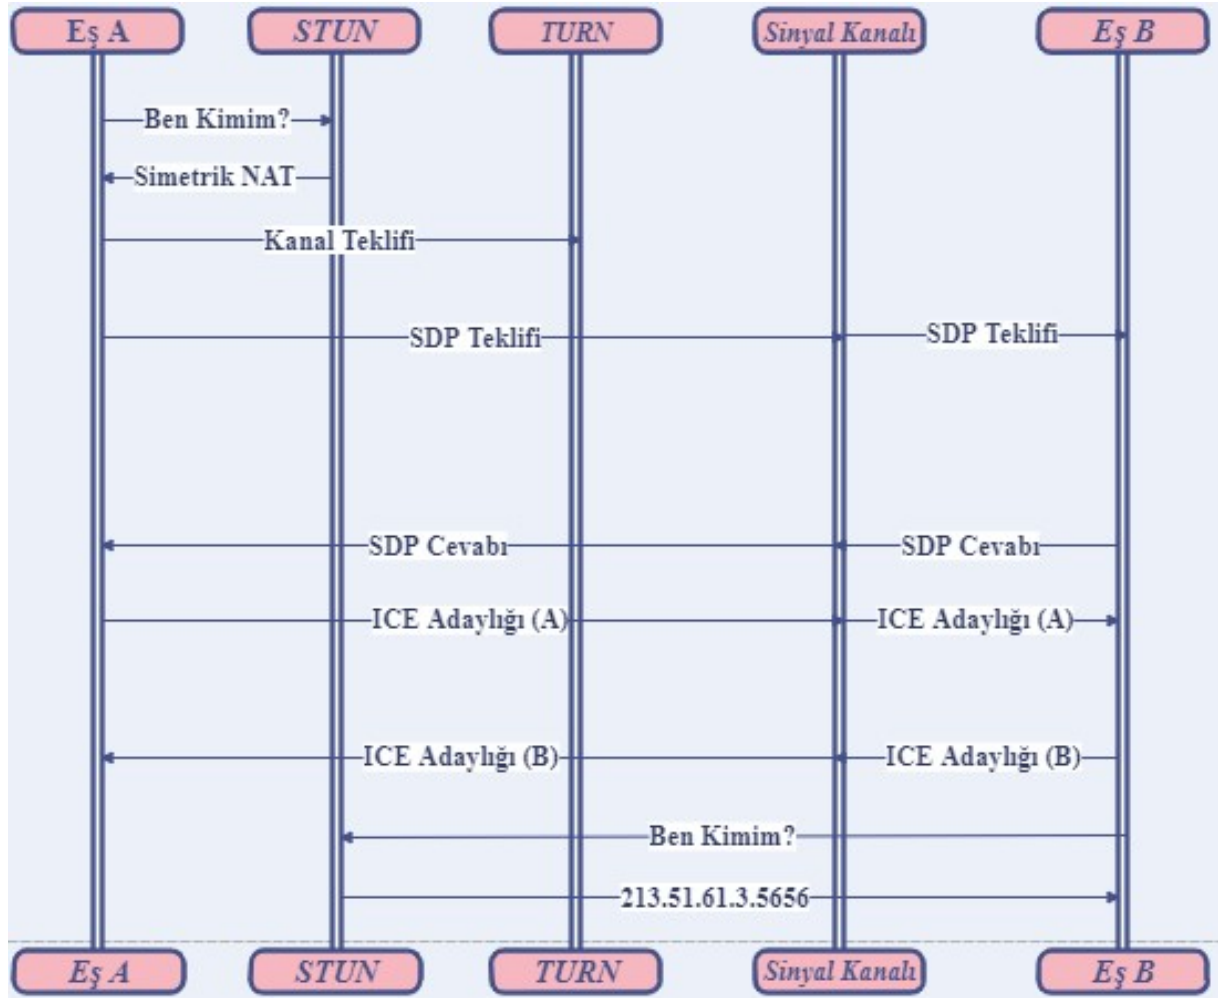 Eş A
STUN
TURN
Sinyal Kanalı
Eş B
Ben Kimim?
Simetrik NAT
Kanal Teklifi
SDP Teklifi
SDP Teklifi
SDP Cevabı
SDP Cevabı
ICE Adaylığı (A)
ICE Adaylığı (A)
ICE Adaylığı (B)
ICE Adaylığı (B)
Ben Kimim?
213.51.61.3.5656
Eş A
STUN
TURN
Sinyal Kanalı
Eş B